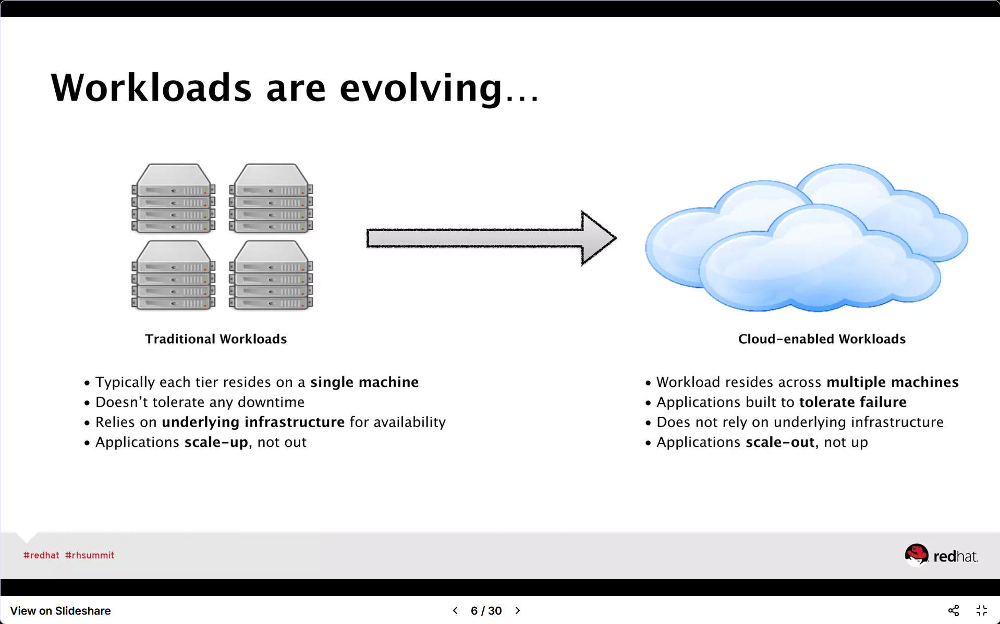 Workloads are evolving...
Traditional Workloads
• Typically each tier resides on a single machine
• Doesn’t tolerate any downtime
• Relies on underlying infrastructure for availability
• Applications scale-up, not out
Cloud-enabled Workloads
• Workload resides across multiple machines
• Applications built to tolerate failure
• Does not rely on underlying infrastructure
• Applications scale-out, not up
#redhat #rhsummit
redhat.
View on Slideshare
6 / 30